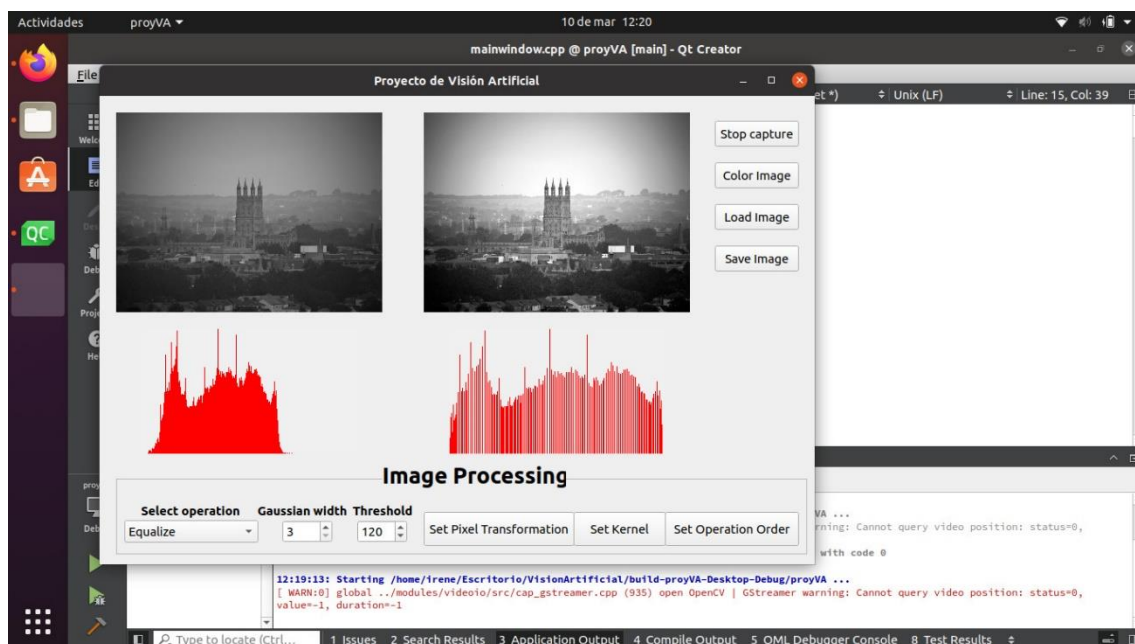 Actividades proyVA 10 de mar 12:20
mainwindow.cpp @ proyVA [main] - Qt Creator
File
Proyecto de Visión Artificial
Unix (LF) Line: 15, Col: 39
Stop capture
Color Image
Load Image
Save Image
Image Processing
Select operation Gaussian width Threshold
Equalize 3 120 Set Pixel Transformation Set Kernel Set Operation Order
Cannot query video position: status=0,
with code 0
12:19:13: Starting /home/irene/Escritorio/VisionArtificial/build-proyVA-Desktop-Debug/proyVA ...
[ WARN:0] global ../modules/videoio/src/cap_gstreamer.cpp (935) open OpenCV | GStreamer warning: Cannot query video position: status=0,
value=-1, duration=-1
Type to locate (Ctrl... 1 Issues 2 Search Results 3 Application Output 4 Compile Output 5 QML Debugger Console 8 Test Results